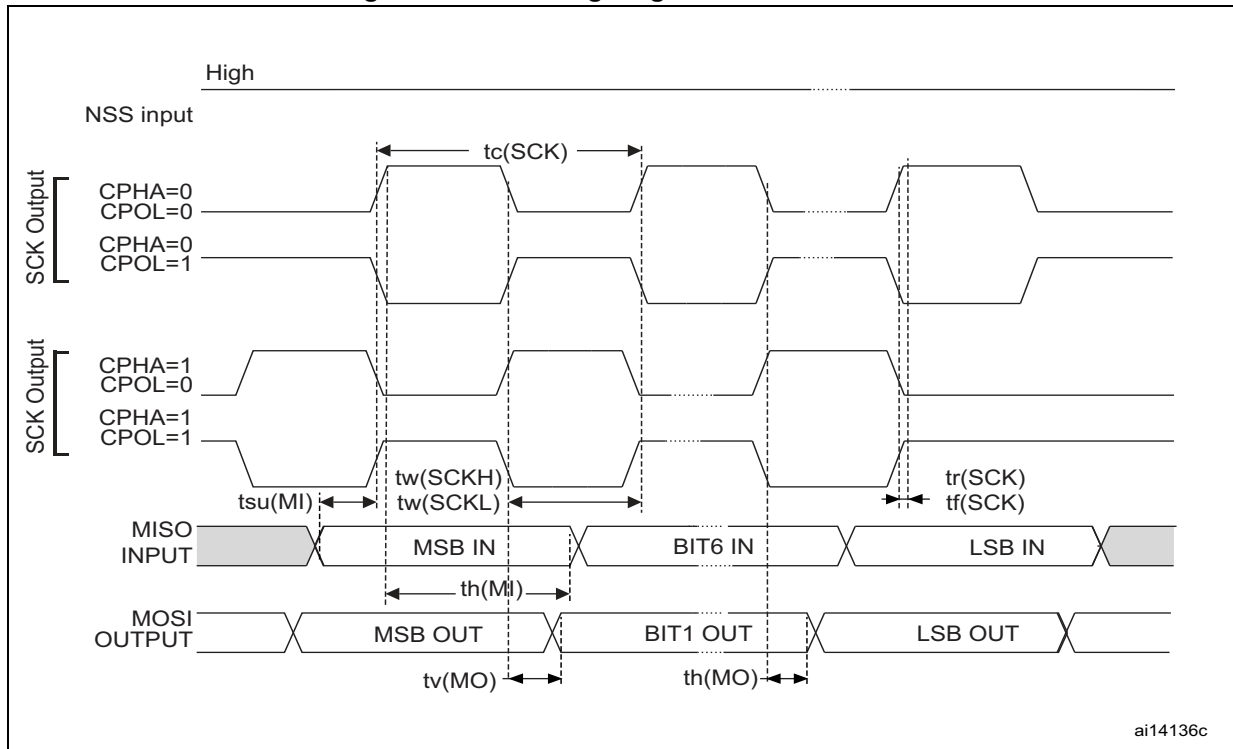 High
NSS input
tc(SCK)
SCK Output
CPHA=0
CPOL=0
CPHA=0
CPOL=1
SCK Output
CPHA=1
CPOL=0
CPHA=1
CPOL=1
tw(SCKH)
tw(SCKL)
tr(SCK)
tf(SCK)
tsu(MI)
MISO
INPUT
MSB IN
BIT6 IN
LSB IN
th(MI)
MOSI
OUTPUT
MSB OUT
BIT1 OUT
LSB OUT
tv(MO)
th(MO)
ai14136c